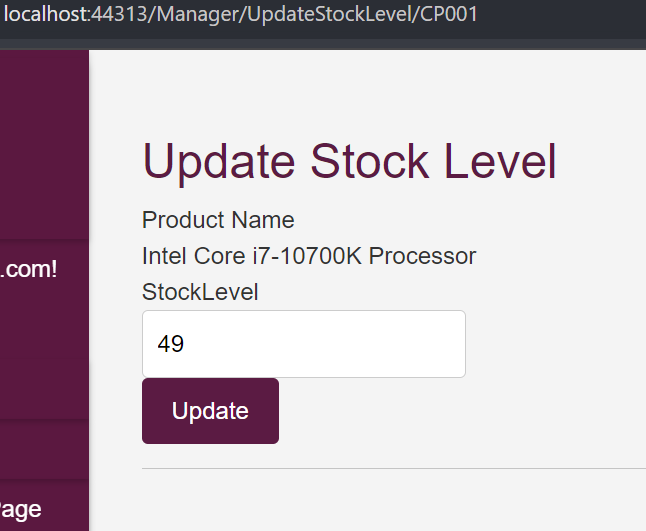 localhost:44313/Manager/UpdateStockLevel/CP001
Update Stock Level
Product Name
.com!
Intel Core i7-10700K Processor
StockLevel
49
Update
age